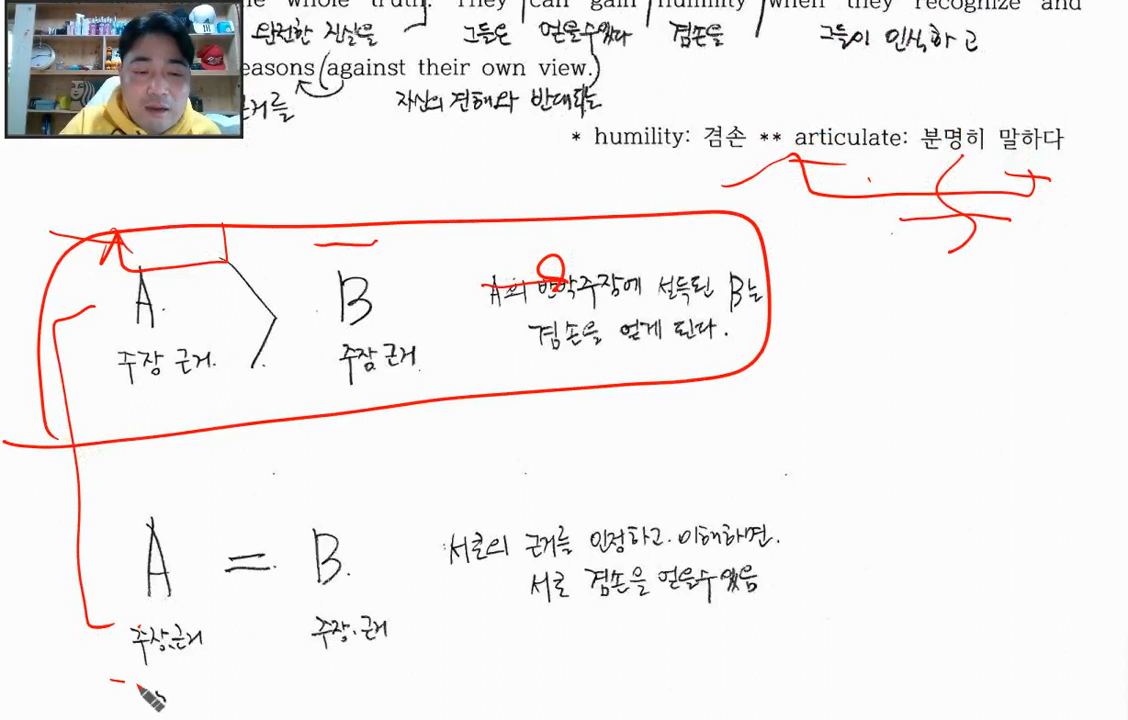 whole truth. They can gain humility when they recognize and
완전한 진실을 그들은 얻을수있다 겸손을 그들이 인식하고
easons against their own view.
근거를 자신의 견해와 반대되는
* humility: 겸손 ** articulate: 분명히 말하다
A. B A의 반박주장에 설득된 B는
겸손을 얻게 된다.
주장 근거. 주장 근거.
A = B. 서로의 근거를 인정하고. 이해하면.
서로 겸손을 얻을수 있음
주장.근거 주장.근거